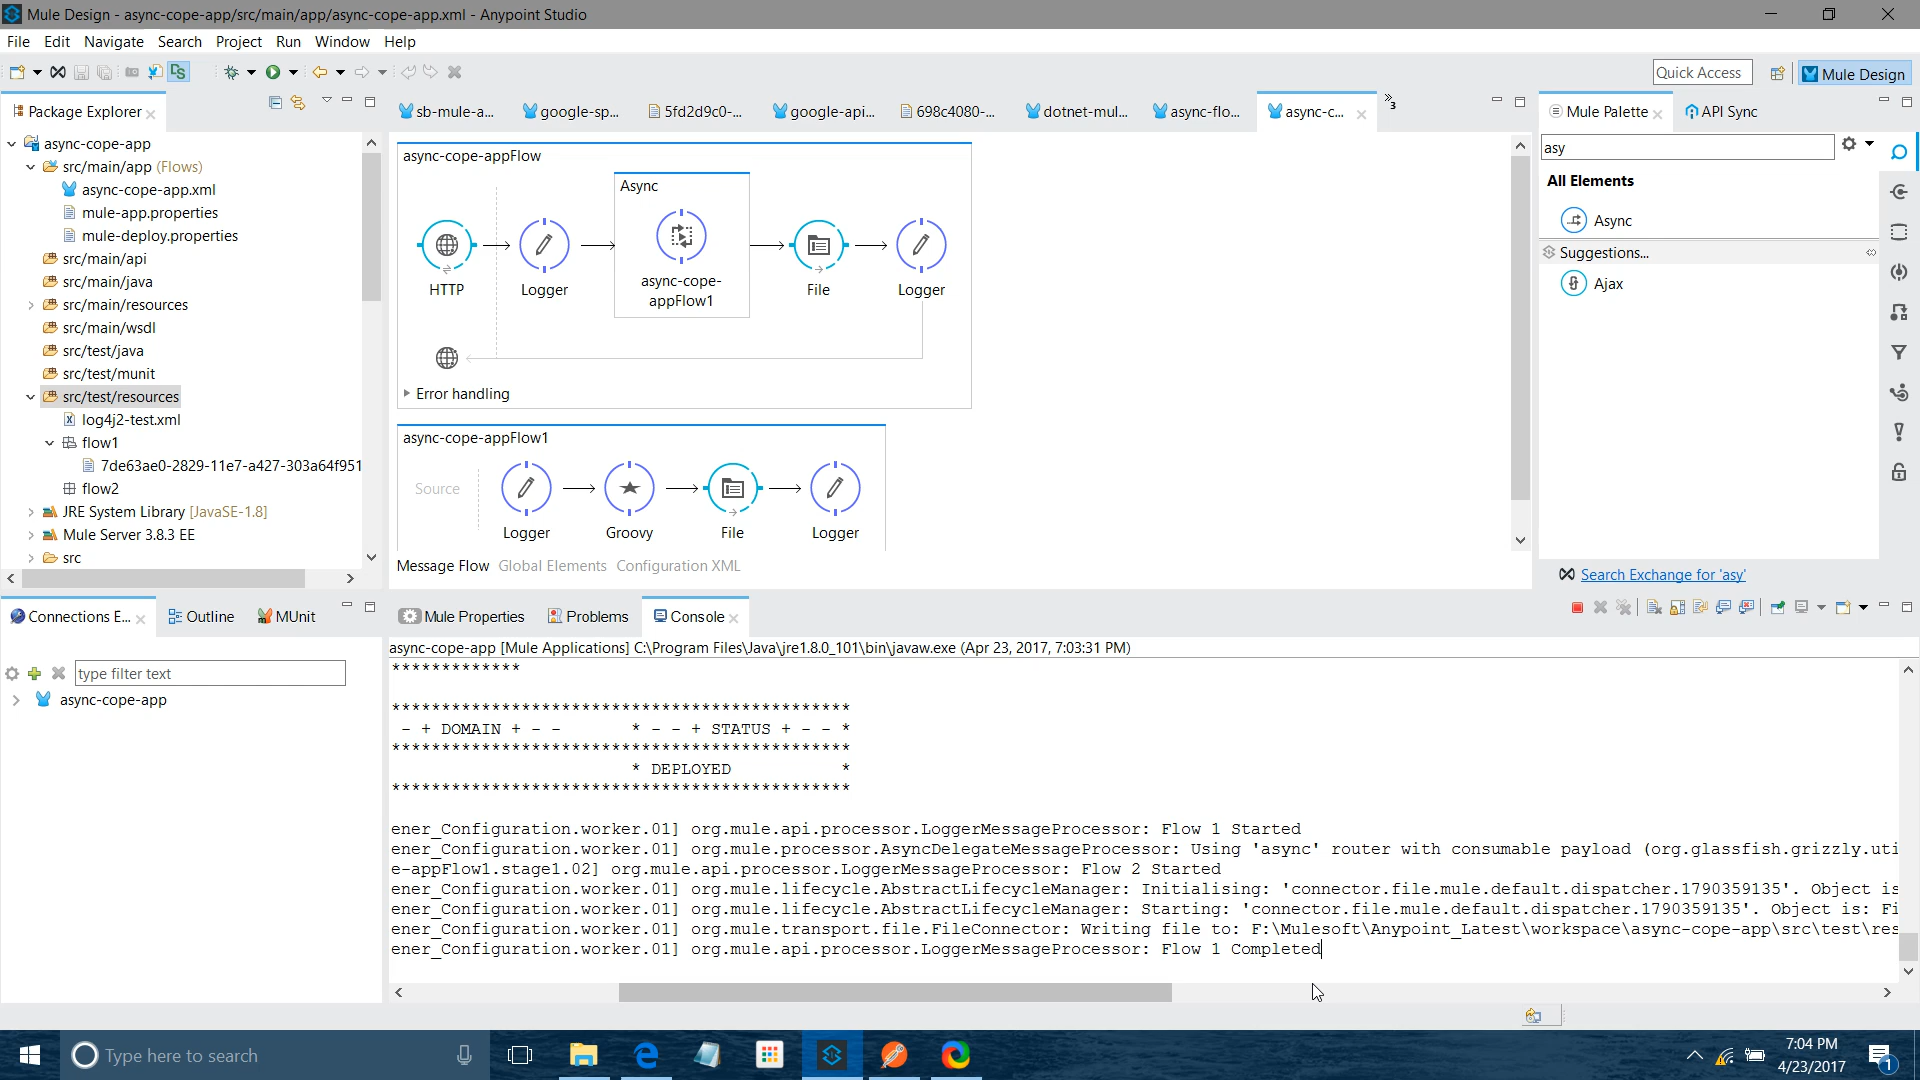 Mule Design - async-cope-app/src/main/app/async-cope-app.xml - Anypoint Studio
File Edit Navigate Search Project Run Window Help
Quick Access
Mule Design
Package Explorer
sb-mule-a...
google-sp...
5fd2d9c0-...
google-api...
698c4080-...
dotnet-mul...
async-flo...
async-c...
3
Mule Palette
API Sync
async-cope-app
src/main/app (Flows)
async-cope-app.xml
mule-app.properties
mule-deploy.properties
src/main/api
src/main/java
src/main/resources
src/main/wsdl
src/test/java
src/test/munit
src/test/resources
log4j2-test.xml
flow1
7de63ae0-2829-11e7-a427-303a64f951
flow2
JRE System Library [JavaSE-1.8]
Mule Server 3.8.3 EE
src
async-cope-appFlow
Async
HTTP
Logger
async-cope-
appFlow1
File
Logger
Error handling
async-cope-appFlow1
Source
Logger
Groovy
File
Logger
Message Flow Global Elements Configuration XML
asy
All Elements
Async
Suggestions...
Ajax
Search Exchange for 'asy'
Connections E...
Outline
MUnit
type filter text
async-cope-app
Mule Properties
Problems
Console
async-cope-app [Mule Applications] C:\Program Files\Java\jre1.8.0_101\bin\javaw.exe (Apr 23, 2017, 7:03:31 PM)
*************
**********************************************
- + DOMAIN + - - * - - + STATUS + - - *
**********************************************
* DEPLOYED *
**********************************************
ener_Configuration.worker.01] org.mule.api.processor.LoggerMessageProcessor: Flow 1 Started
ener_Configuration.worker.01] org.mule.processor.AsyncDelegateMessageProcessor: Using 'async' router with consumable payload (org.glassfish.grizzly.uti
e-appFlow1.stage1.02] org.mule.api.processor.LoggerMessageProcessor: Flow 2 Started
ener_Configuration.worker.01] org.mule.lifecycle.AbstractLifecycleManager: Initialising: 'connector.file.mule.default.dispatcher.1790359135'. Object is
ener_Configuration.worker.01] org.mule.lifecycle.AbstractLifecycleManager: Starting: 'connector.file.mule.default.dispatcher.1790359135'. Object is: Fi
ener_Configuration.worker.01] org.mule.transport.file.FileConnector: Writing file to: F:\Mulesoft\Anypoint_Latest\workspace\async-cope-app\src\test\res
ener_Configuration.worker.01] org.mule.api.processor.LoggerMessageProcessor: Flow 1 Completed
Type here to search
7:04 PM
4/23/2017
1